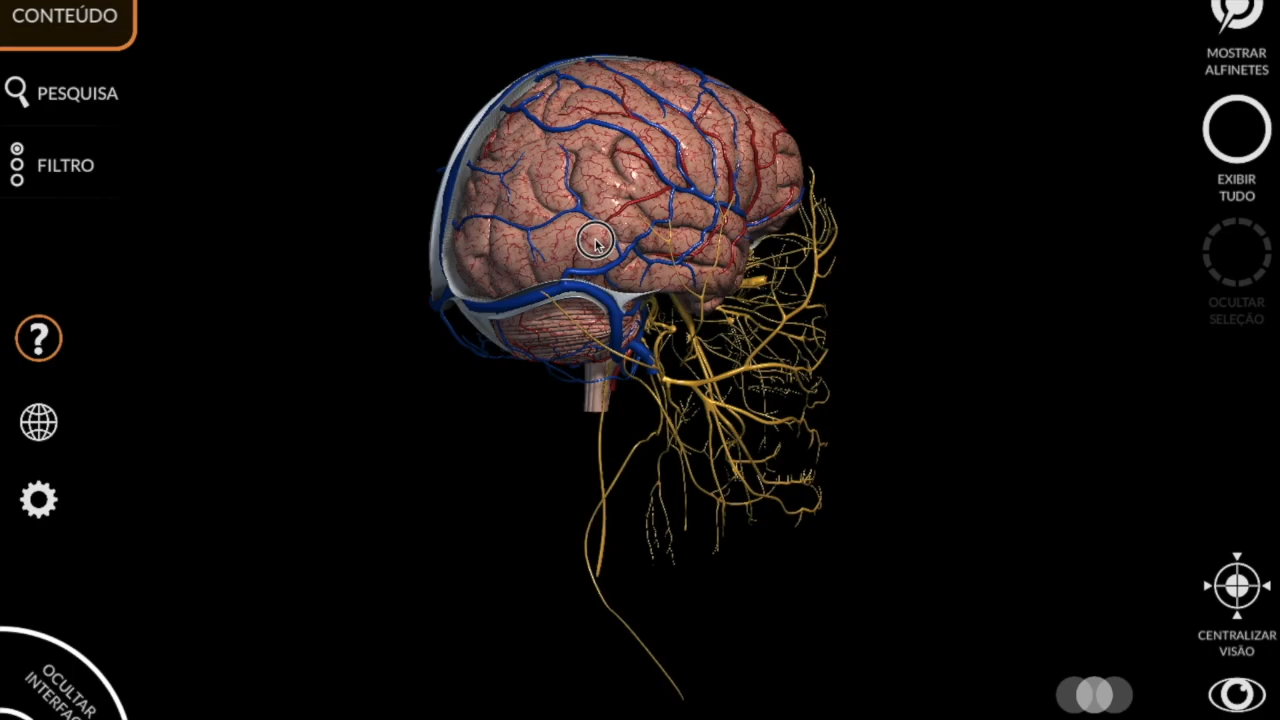 CONTEÚDO
PESQUISA
FILTRO
?
OCULTAR
MOSTRAR
ALFINETES
EXIBIR
TUDO
OCULTAR
SELEÇÃO
CENTRALIZAR
VISÃO